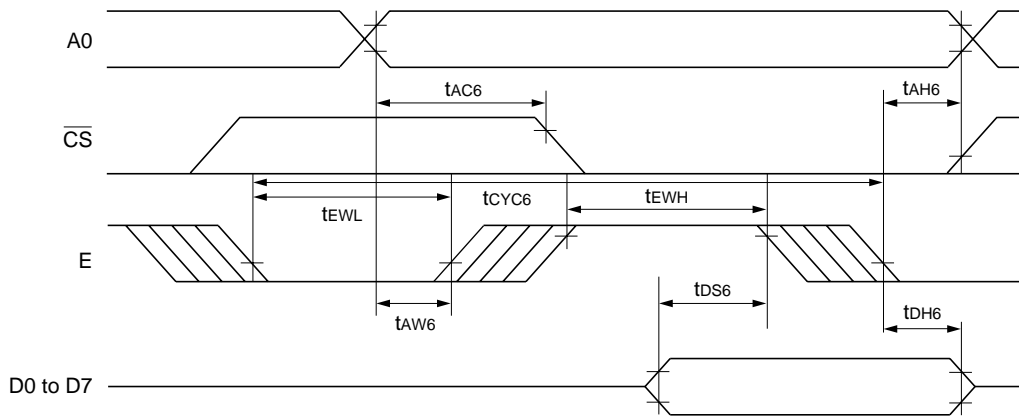 A0
tAC6
tAH6
CS
tCYC6
tEWL
tEWH
E
tDS6
tAW6
tDH6
D0 to D7